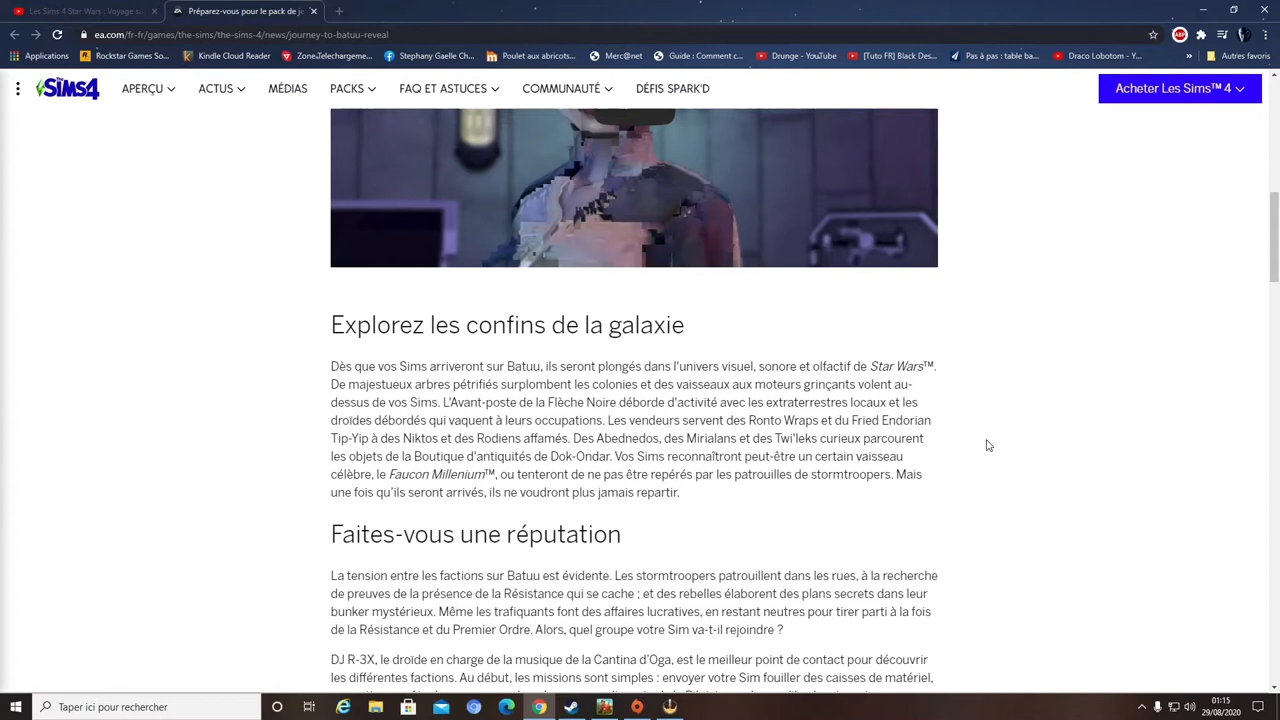 Les Sims 4 Star Wars : Voyage s
Préparez-vous pour le pack de je
ea.com/fr-fr/games/the-sims/the-sims-4/news/journey-to-batuu-reveal
ABP
Applications
Rockstar Games So...
Kindle Cloud Reader
ZoneTelechargeme...
Stephany Gaelle Ch...
Poulet aux abricots...
Merc@net
Guide : Comment c...
Drunge - YouTube
[Tuto FR] Black Des...
Pas à pas : table ba...
Draco Lobotom - Y...
»
Autres favoris
The SIMS4
APERÇU
ACTUS
MÉDIAS
PACKS
FAQ ET ASTUCES
COMMUNAUTÉ
DÉFIS SPARK'D
Acheter Les Sims™ 4
Explorez les confins de la galaxie
Dès que vos Sims arriveront sur Batuu, ils seront plongés dans l'univers visuel, sonore et olfactif de Star Wars™.
De majestueux arbres pétrifiés surplombent les colonies et des vaisseaux aux moteurs grinçants volent au-
dessus de vos Sims. L'Avant-poste de la Flèche Noire déborde d'activité avec les extraterrestres locaux et les
droïdes débordés qui vaquent à leurs occupations. Les vendeurs servent des Ronto Wraps et du Fried Endorian
Tip-Yip à des Niktos et des Rodiens affamés. Des Abednedos, des Mirialans et des Twi'leks curieux parcourent
les objets de la Boutique d'antiquités de Dok-Ondar. Vos Sims reconnaîtront peut-être un certain vaisseau
célèbre, le Faucon Millenium™, ou tenteront de ne pas être repérés par les patrouilles de stormtroopers. Mais
une fois qu'ils seront arrivés, ils ne voudront plus jamais repartir.
Faites-vous une réputation
La tension entre les factions sur Batuu est évidente. Les stormtroopers patrouillent dans les rues, à la recherche
de preuves de la présence de la Résistance qui se cache ; et des rebelles élaborent des plans secrets dans leur
bunker mystérieux. Même les trafiquants font des affaires lucratives, en restant neutres pour tirer parti à la fois
de la Résistance et du Premier Ordre. Alors, quel groupe votre Sim va-t-il rejoindre ?
DJ R-3X, le droïde en charge de la musique de la Cantina d'Oga, est le meilleur point de contact pour découvrir
les différentes factions. Au début, les missions sont simples : envoyer votre Sim fouiller des caisses de matériel,
Taper ici pour rechercher
01:15
29/08/2020